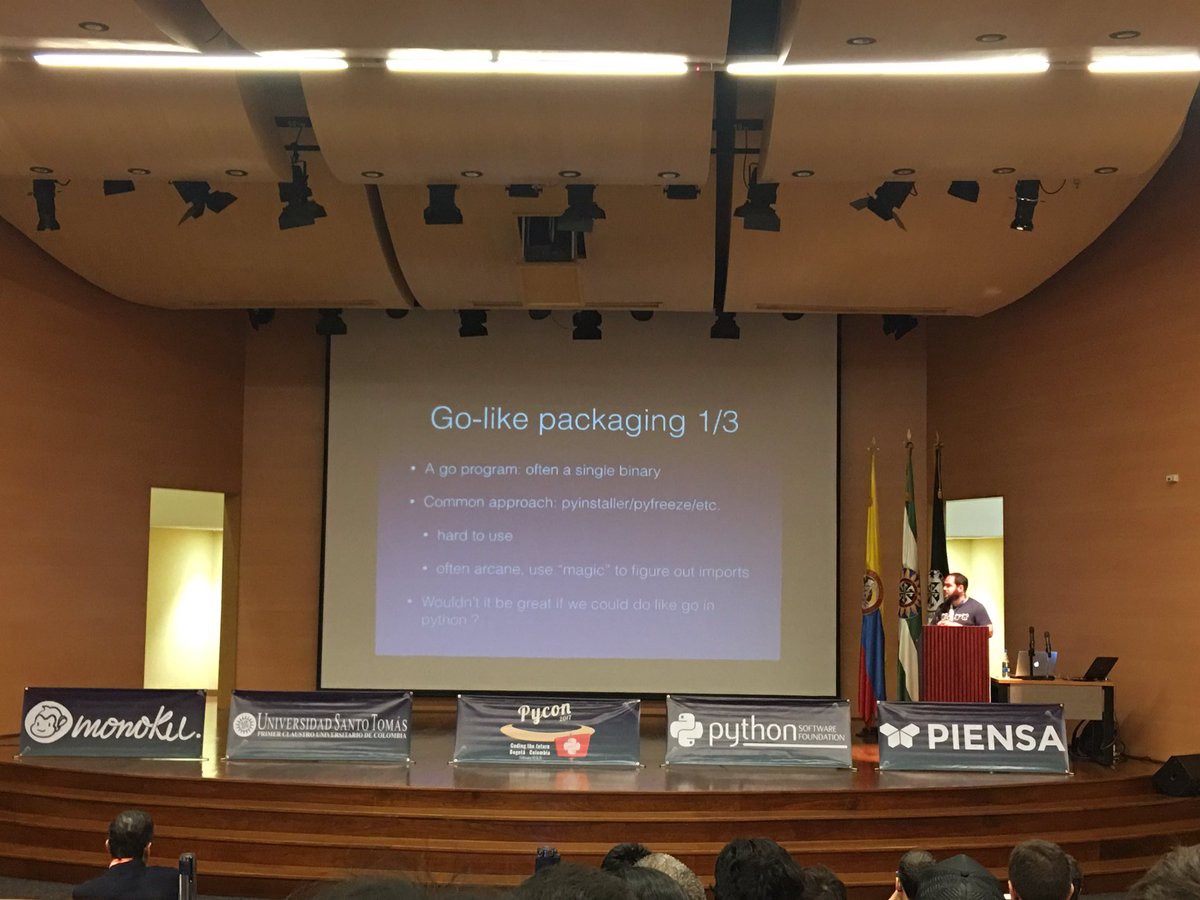 Go-like packaging 1/3
• A go program: often a single binary
• Common approach: pyinstaller/pyfreeze/etc.
• hard to use
• often arcane, use "magic" to figure out imports
• Wouldn't it be great if we could do like go in
python ?
monoku.
UNIVERSIDAD SANTO TOMÁS
PRIMER CLAUSTRO UNIVERSITARIO DE COLOMBIA
Pycon
2017
Coding the future
Bogotá - Colombia
python SOFTWARE
FOUNDATION
PIENSA